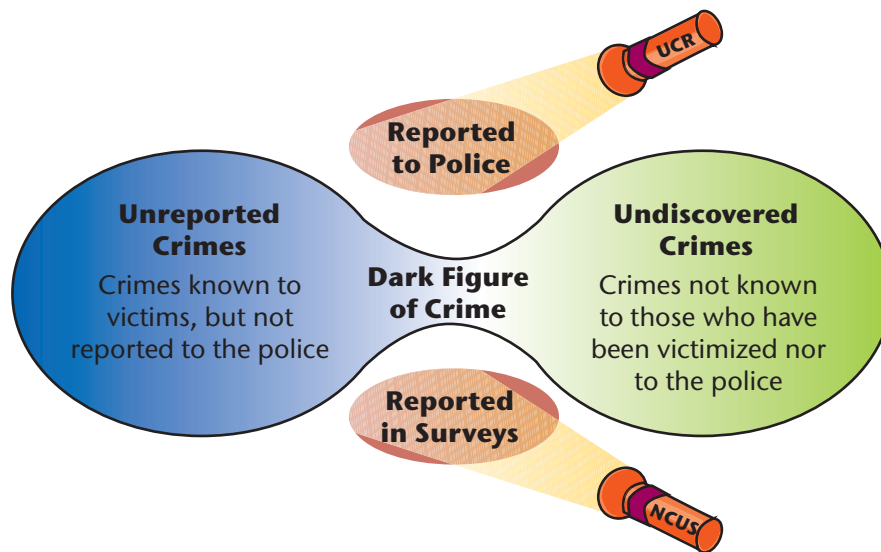 UCR
Reported
to Police
Unreported
Crimes
Crimes known to
victims, but not
reported to the police
Dark Figure
of Crime
Undiscovered
Crimes
Crimes not known
to those who have
been victimized nor
to the police
Reported
in Surveys
NCUS